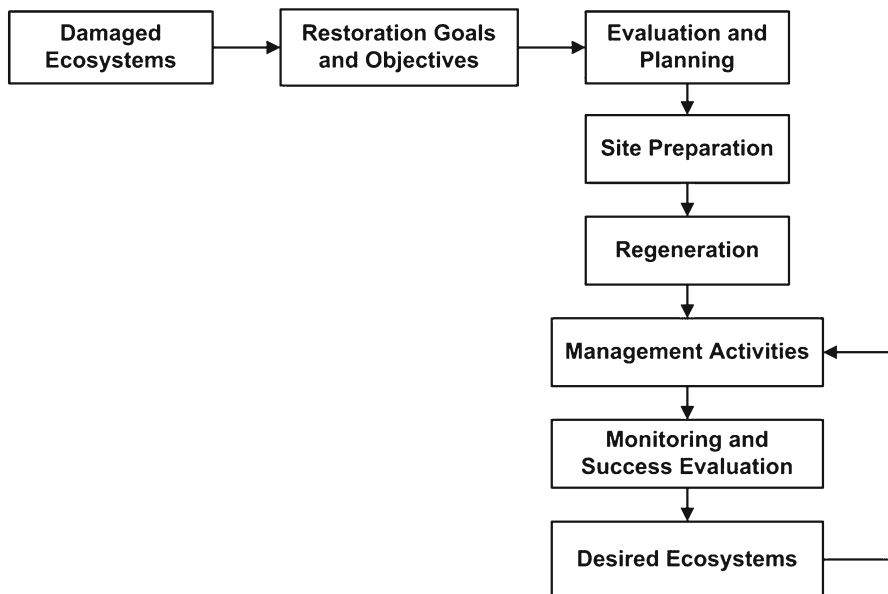 Damaged
Ecosystems
Restoration Goals
and Objectives
Evaluation and
Planning
Site Preparation
Regeneration
Management Activities
Monitoring and
Success Evaluation
Desired Ecosystems